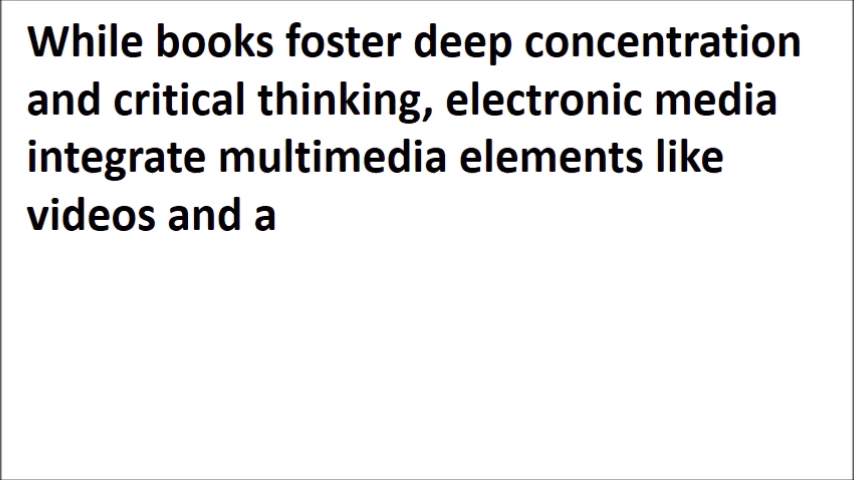 While books foster deep concentration
and critical thinking, electronic media
integrate multimedia elements like
videos and a